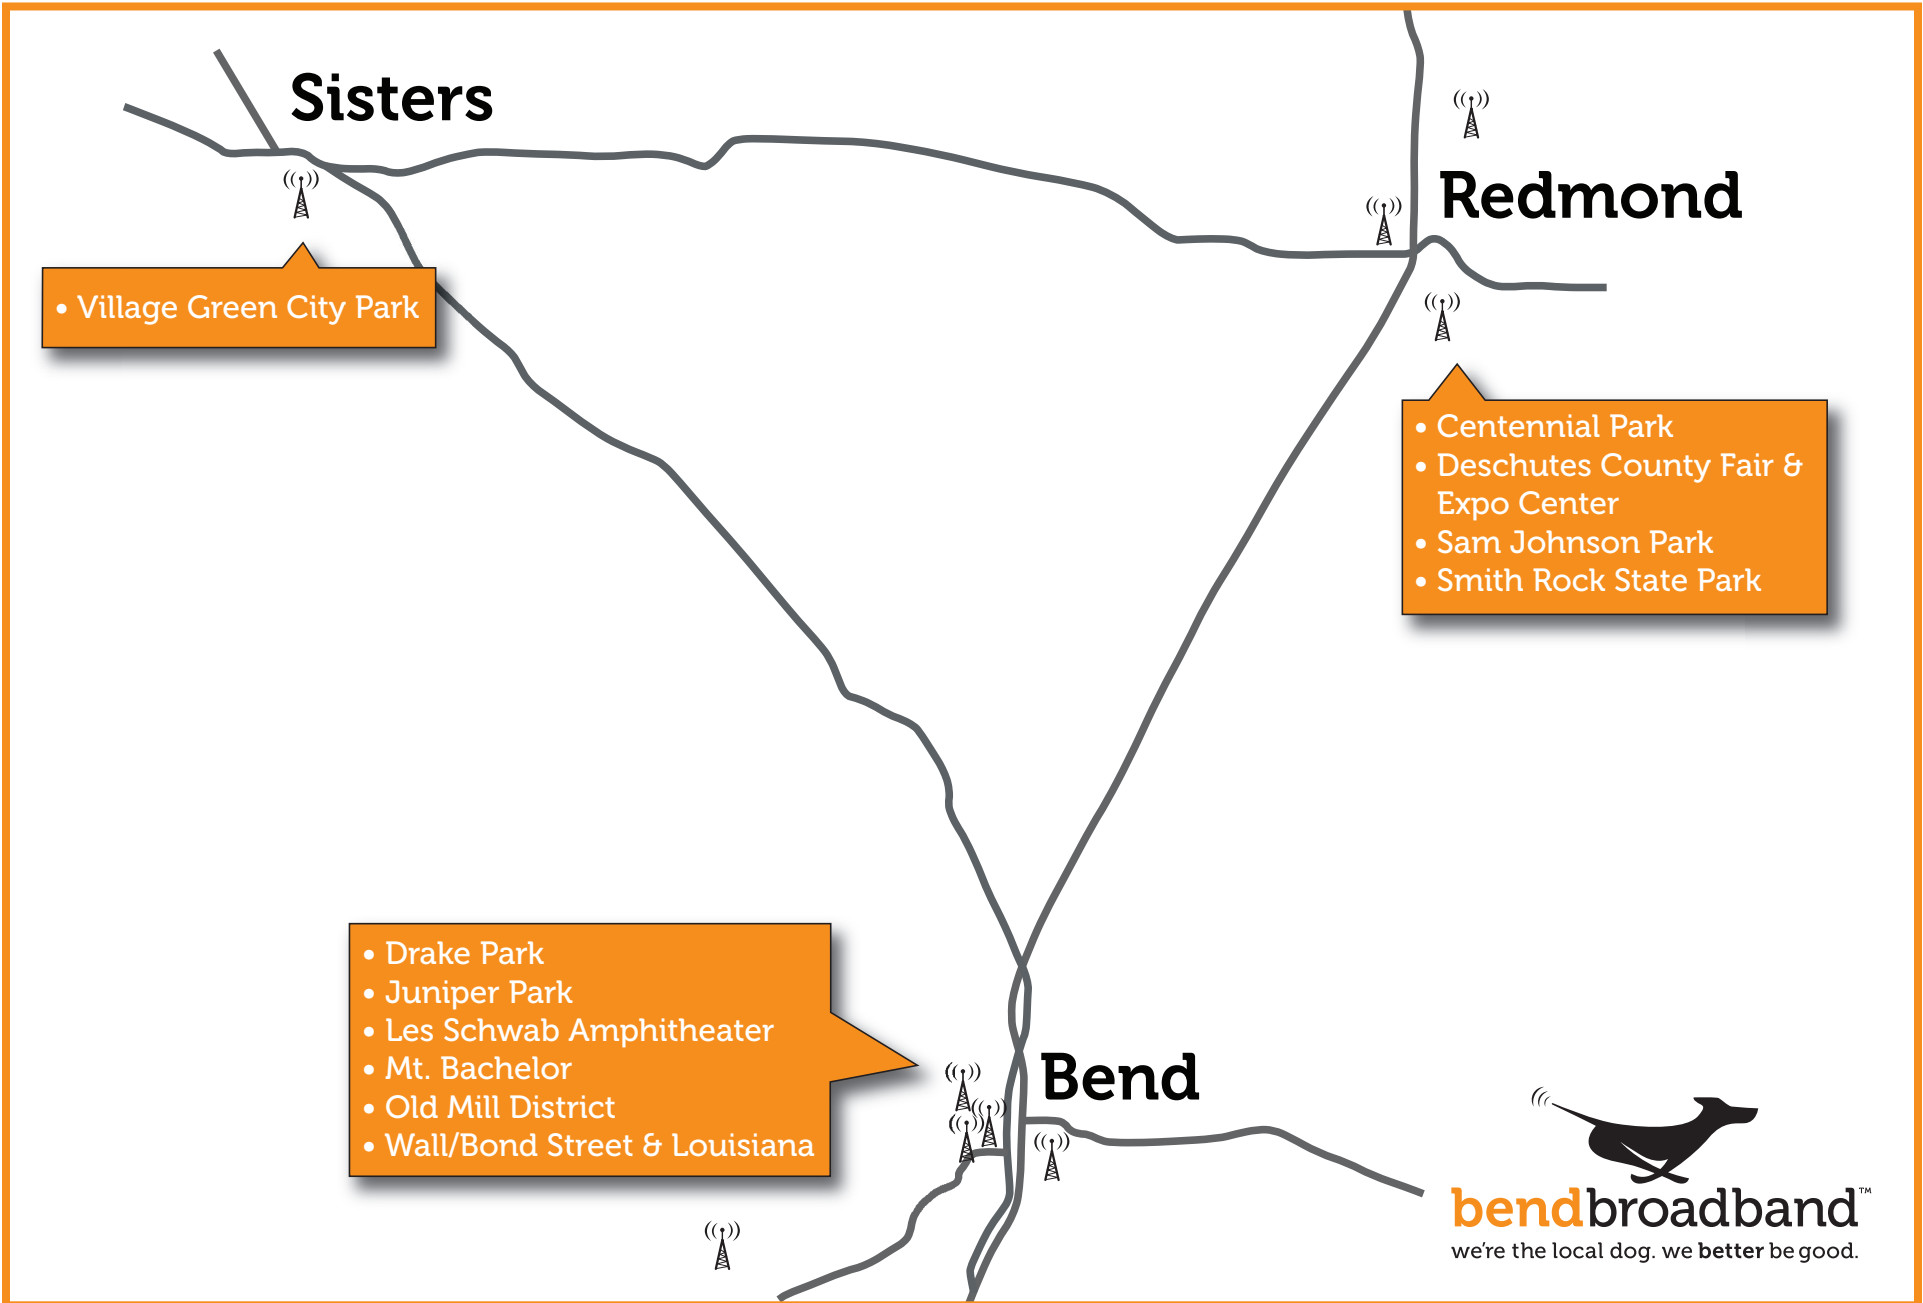 Sisters
Redmond
• Village Green City Park
• Centennial Park
• Deschutes County Fair &
Expo Center
• Sam Johnson Park
• Smith Rock State Park
• Drake Park
• Juniper Park
• Les Schwab Amphitheater
• Mt. Bachelor
• Old Mill District
• Wall/Bond Street & Louisiana
Bend
bendbroadband™
we're the local dog. we better be good.